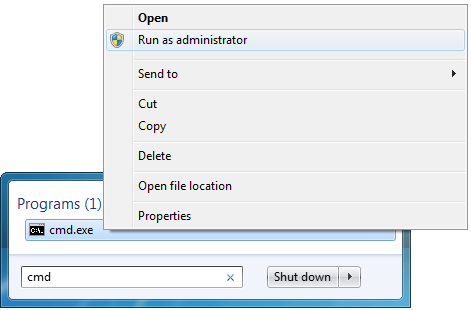 Open
Run as administrator
Send to
Cut
Copy
Delete
Open file location
Properties
Programs (1)
C:\. cmd.exe
cmd
Shut down